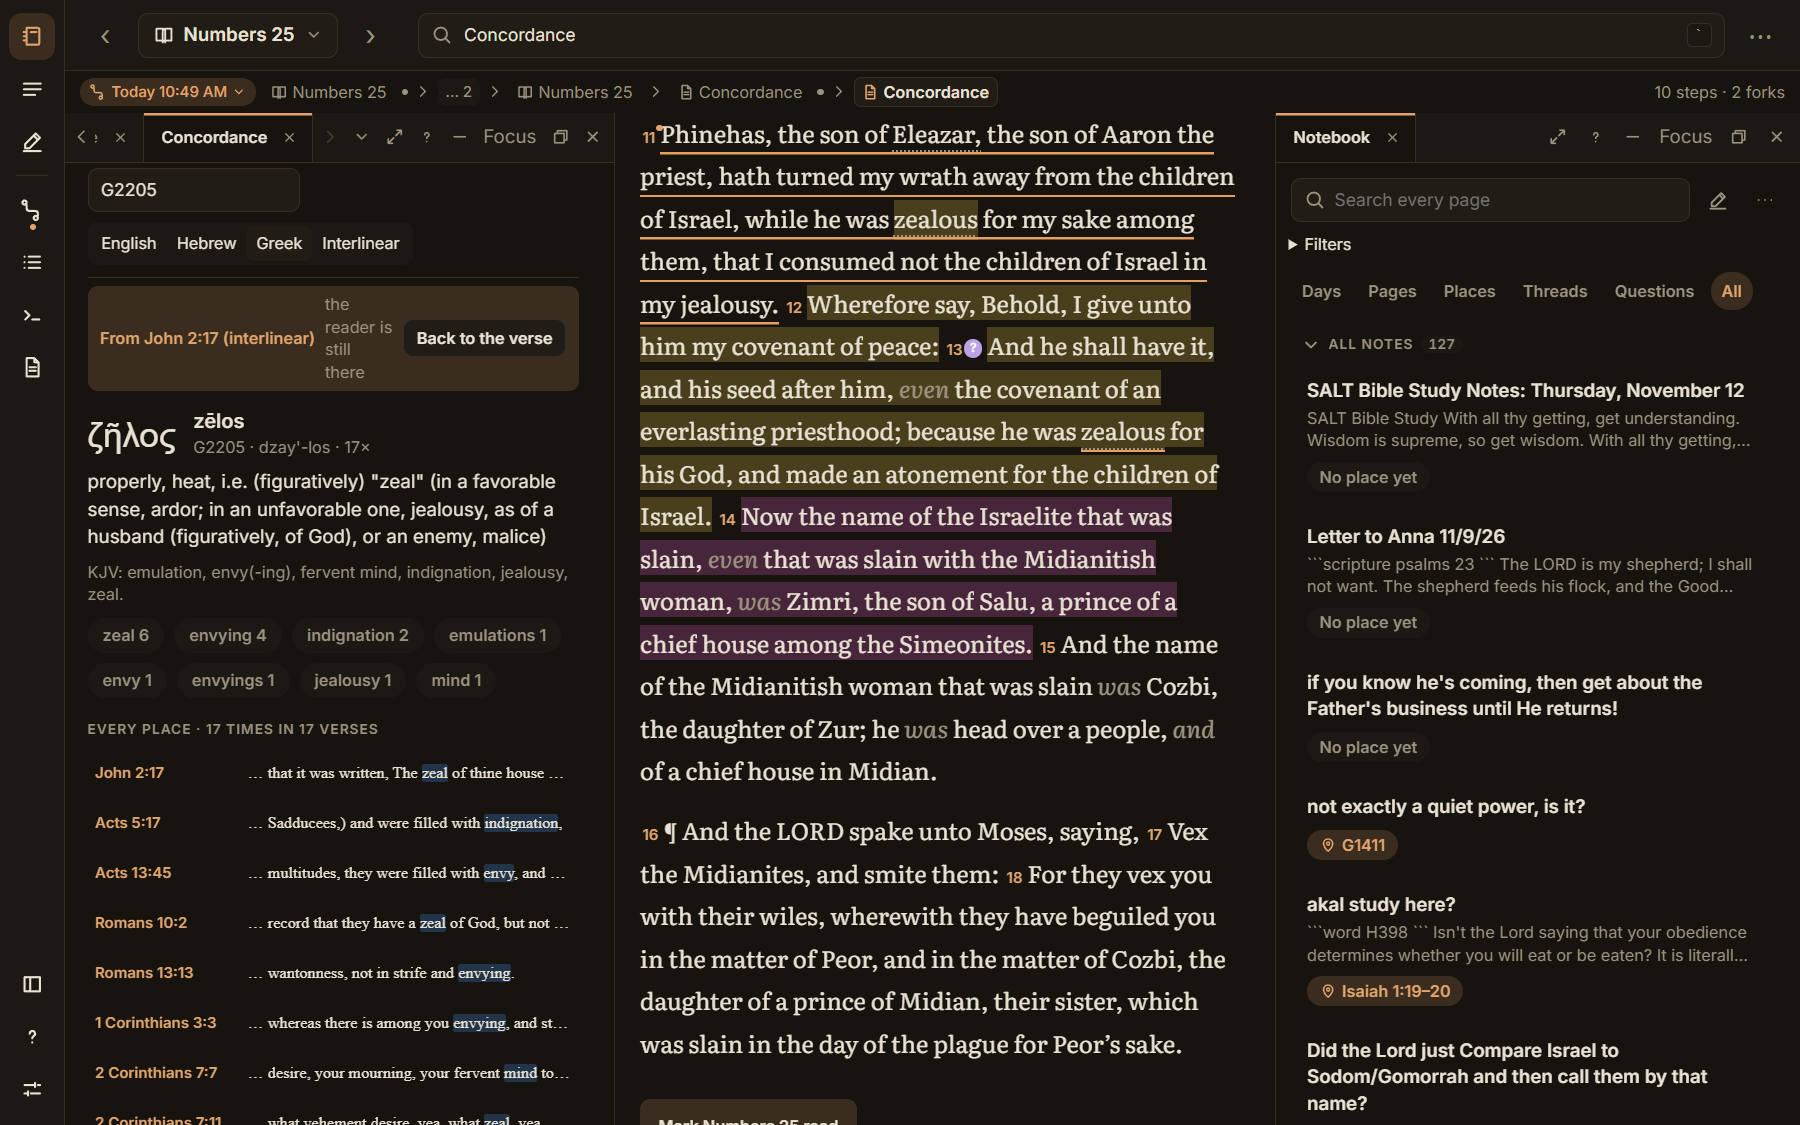 Numbers 25
Concordance
`
Today 10:49 AM
Numbers 25
... 2
Numbers 25
Concordance
Concordance
10 steps · 2 forks
Concordance
?
Focus
G2205
English Hebrew Greek Interlinear
From John 2:17 (interlinear)
the
reader is
still
there
Back to the verse
ζῆλος
zēlos
G2205 · dzay'-los · 17×
properly, heat, i.e. (figuratively) "zeal" (in a favorable
sense, ardor; in an unfavorable one, jealousy, as of a
husband (figuratively, of God), or an enemy, malice)
KJV: emulation, envy(-ing), fervent mind, indignation, jealousy,
zeal.
zeal 6 envying 4 indignation 2 emulations 1
envy 1 envyings 1 jealousy 1 mind 1
EVERY PLACE · 17 TIMES IN 17 VERSES
John 2:17 ... that it was written, The zeal of thine house ...
Acts 5:17 ... Sadducees,) and were filled with indignation,
Acts 13:45 ... multitudes, they were filled with envy, and ...
Romans 10:2 ... record that they have a zeal of God, but not ...
Romans 13:13 ... wantonness, not in strife and envying.
1 Corinthians 3:3 ... whereas there is among you envying, and st...
2 Corinthians 7:7 ... desire, your mourning, your fervent mind to...
2 Corinthians 7:11 ... what vehement desire, yea, what zeal, yea
11 Phinehas, the son of Eleazar, the son of Aaron the
priest, hath turned my wrath away from the children
of Israel, while he was zealous for my sake among
them, that I consumed not the children of Israel in
my jealousy. 12 Wherefore say, Behold, I give unto
him my covenant of peace: 13 ? And he shall have it,
and his seed after him, even the covenant of an
everlasting priesthood; because he was zealous for
his God, and made an atonement for the children of
Israel. 14 Now the name of the Israelite that was
slain, even that was slain with the Midianitish
woman, was Zimri, the son of Salu, a prince of a
chief house among the Simeonites. 15 And the name
of the Midianitish woman that was slain was Cozbi,
the daughter of Zur; he was head over a people, and
of a chief house in Midian.
16 ¶ And the LORD spake unto Moses, saying, 17 Vex
the Midianites, and smite them: 18 For they vex you
with their wiles, wherewith they have beguiled you
in the matter of Peor, and in the matter of Cozbi, the
daughter of a prince of Midian, their sister, which
was slain in the day of the plague for Peor’s sake.
Mark Numbers 25 read
Notebook
?
Focus
Search every page
Filters
Days Pages Places Threads Questions All
ALL NOTES 127
SALT Bible Study Notes: Thursday, November 12
SALT Bible Study With all thy getting, get understanding.
Wisdom is supreme, so get wisdom. With all thy getting,...
No place yet
Letter to Anna 11/9/26
```scripture psalms 23 ``` The LORD is my shepherd; I shall
not want. The shepherd feeds his flock, and the Good...
No place yet
if you know he's coming, then get about the
Father's business until He returns!
No place yet
not exactly a quiet power, is it?
G1411
akal study here?
```word H398 ``` Isn't the Lord saying that your obedience
determines whether you will eat or be eaten? It is literall...
Isaiah 1:19–20
Did the Lord just Compare Israel to
Sodom/Gomorrah and then call them by that
name?
?